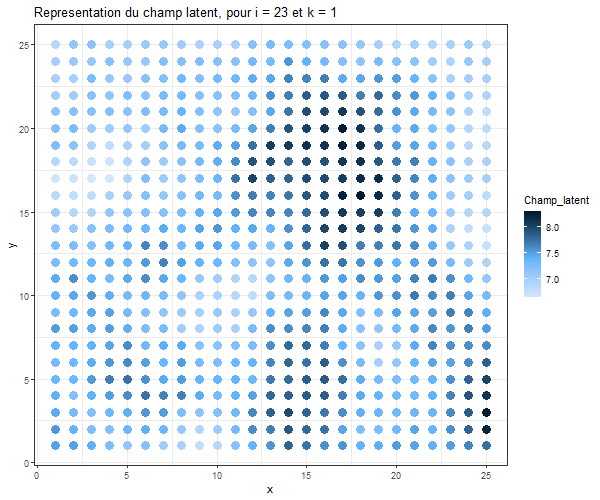 Representation du champ latent, pour i = 23 et k = 1
25
20
15
10
5
0
y
0 5 10 15 20 25
x
Champ_latent
8.0
7.5
7.0